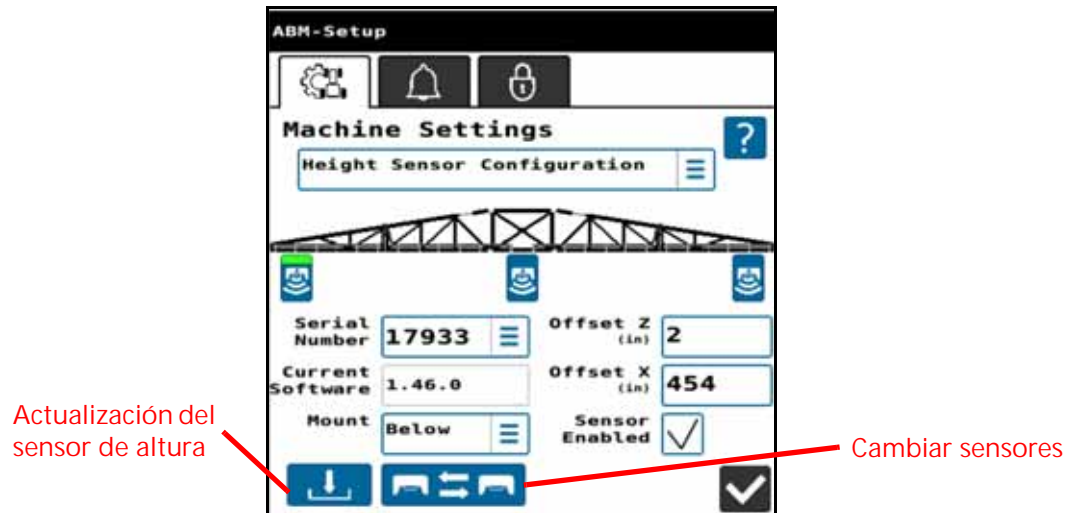 ABM-Setup
Machine Settings
?
Height Sensor Configuration
Serial Number
17933
Offset Z (in)
2
Current Software
1.46.0
Offset X (in)
454
Mount
Below
Sensor Enabled
Actualización del
sensor de altura
Cambiar sensores